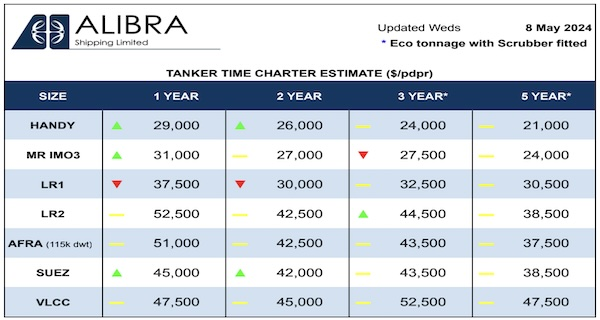 ALIBRA
Shipping Limited
Updated Weds 8 May 2024
* Eco tonnage with Scrubber fitted
TANKER TIME CHARTER ESTIMATE ($/pdpr)
SIZE 1 YEAR 2 YEAR 3 YEAR* 5 YEAR*
HANDY 29,000 26,000 24,000 21,000
MR IMO3 31,000 27,000 27,500 24,000
LR1 37,500 30,000 32,500 30,500
LR2 52,500 42,500 44,500 38,500
AFRA (115k dwt) 51,000 42,500 43,500 37,500
SUEZ 45,000 42,000 43,500 38,500
VLCC 47,500 45,000 52,500 47,500